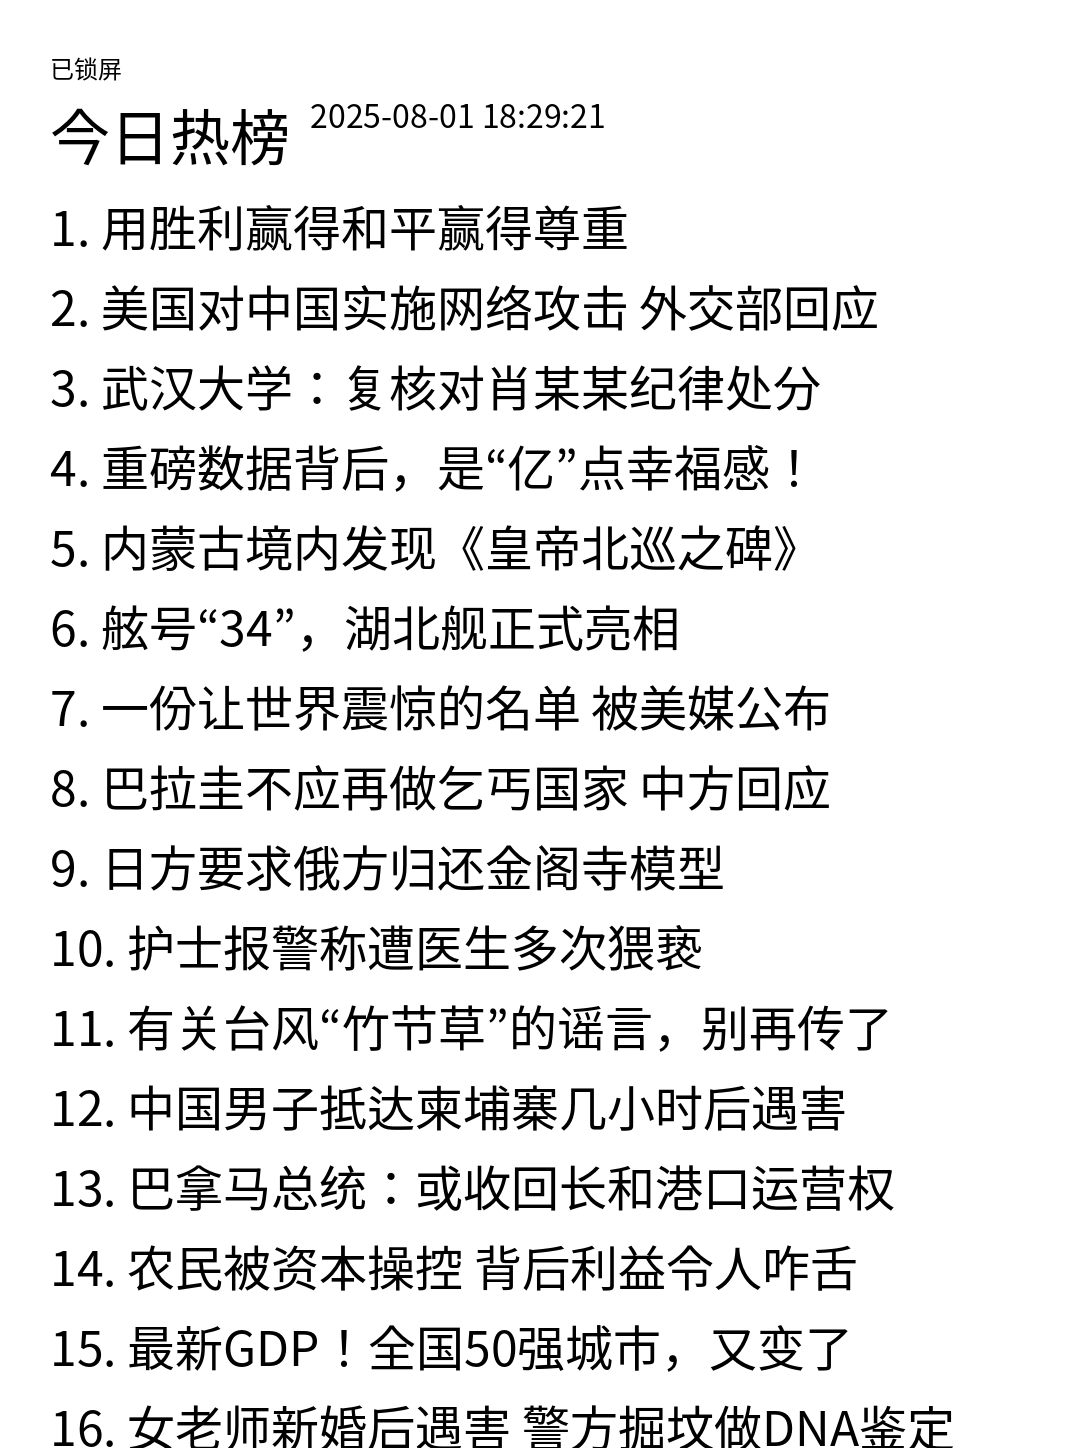 已锁屏
今日热榜 2025-08-01 18:29:21
1. 用胜利赢得和平赢得尊重
2. 美国对中国实施网络攻击 外交部回应
3. 武汉大学：复核对肖某某纪律处分
4. 重磅数据背后，是“亿”点幸福感！
5. 内蒙古境内发现《皇帝北巡之碑》
6. 舷号“34”，湖北舰正式亮相
7. 一份让世界震惊的名单 被美媒公布
8. 巴拉圭不应再做乞丐国家 中方回应
9. 日方要求俄方归还金阁寺模型
10. 护士报警称遭医生多次猥亵
11. 有关台风“竹节草”的谣言，别再传了
12. 中国男子抵达柬埔寨几小时后遇害
13. 巴拿马总统：或收回长和港口运营权
14. 农民被资本操控 背后利益令人咋舌
15. 最新GDP！全国50强城市，又变了
16. 女老师新婚后遇害 警方掘坟做DNA鉴定